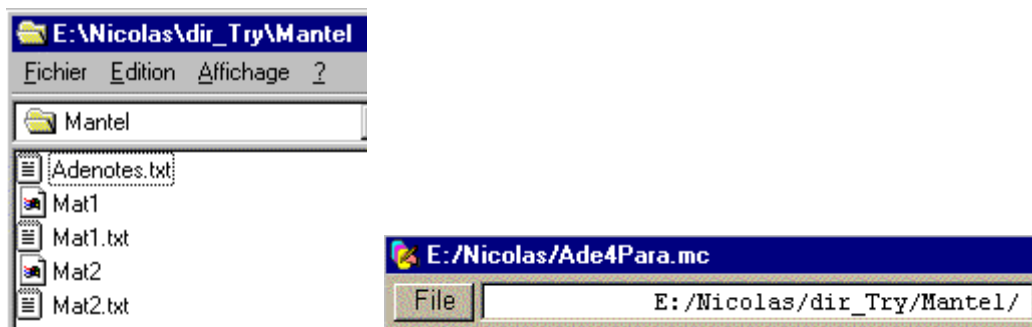 E:\Nicolas\dir_Try\Mantel
Fichier Edition Affichage ?
Mantel
Adenotes.txt
Mat1
Mat1.txt
Mat2
Mat2.txt
E:/Nicolas/Ade4Para.mc
File E:/Nicolas/dir_Try/Mantel/